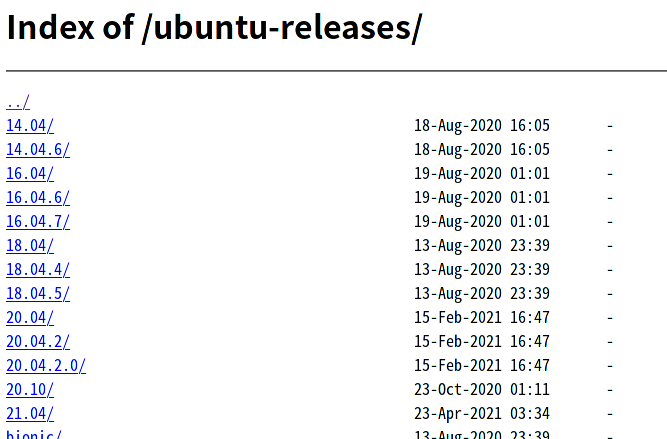 Index of /ubuntu-releases/
../
14.04/ 18-Aug-2020 16:05 -
14.04.6/ 18-Aug-2020 16:05 -
16.04/ 19-Aug-2020 01:01 -
16.04.6/ 19-Aug-2020 01:01 -
16.04.7/ 19-Aug-2020 01:01 -
18.04/ 13-Aug-2020 23:39 -
18.04.4/ 13-Aug-2020 23:39 -
18.04.5/ 13-Aug-2020 23:39 -
20.04/ 15-Feb-2021 16:47 -
20.04.2/ 15-Feb-2021 16:47 -
20.04.2.0/ 15-Feb-2021 16:47 -
20.10/ 23-Oct-2020 01:11 -
21.04/ 23-Apr-2021 03:34 -
bionic/ 13-Aug-2020 23:39 -